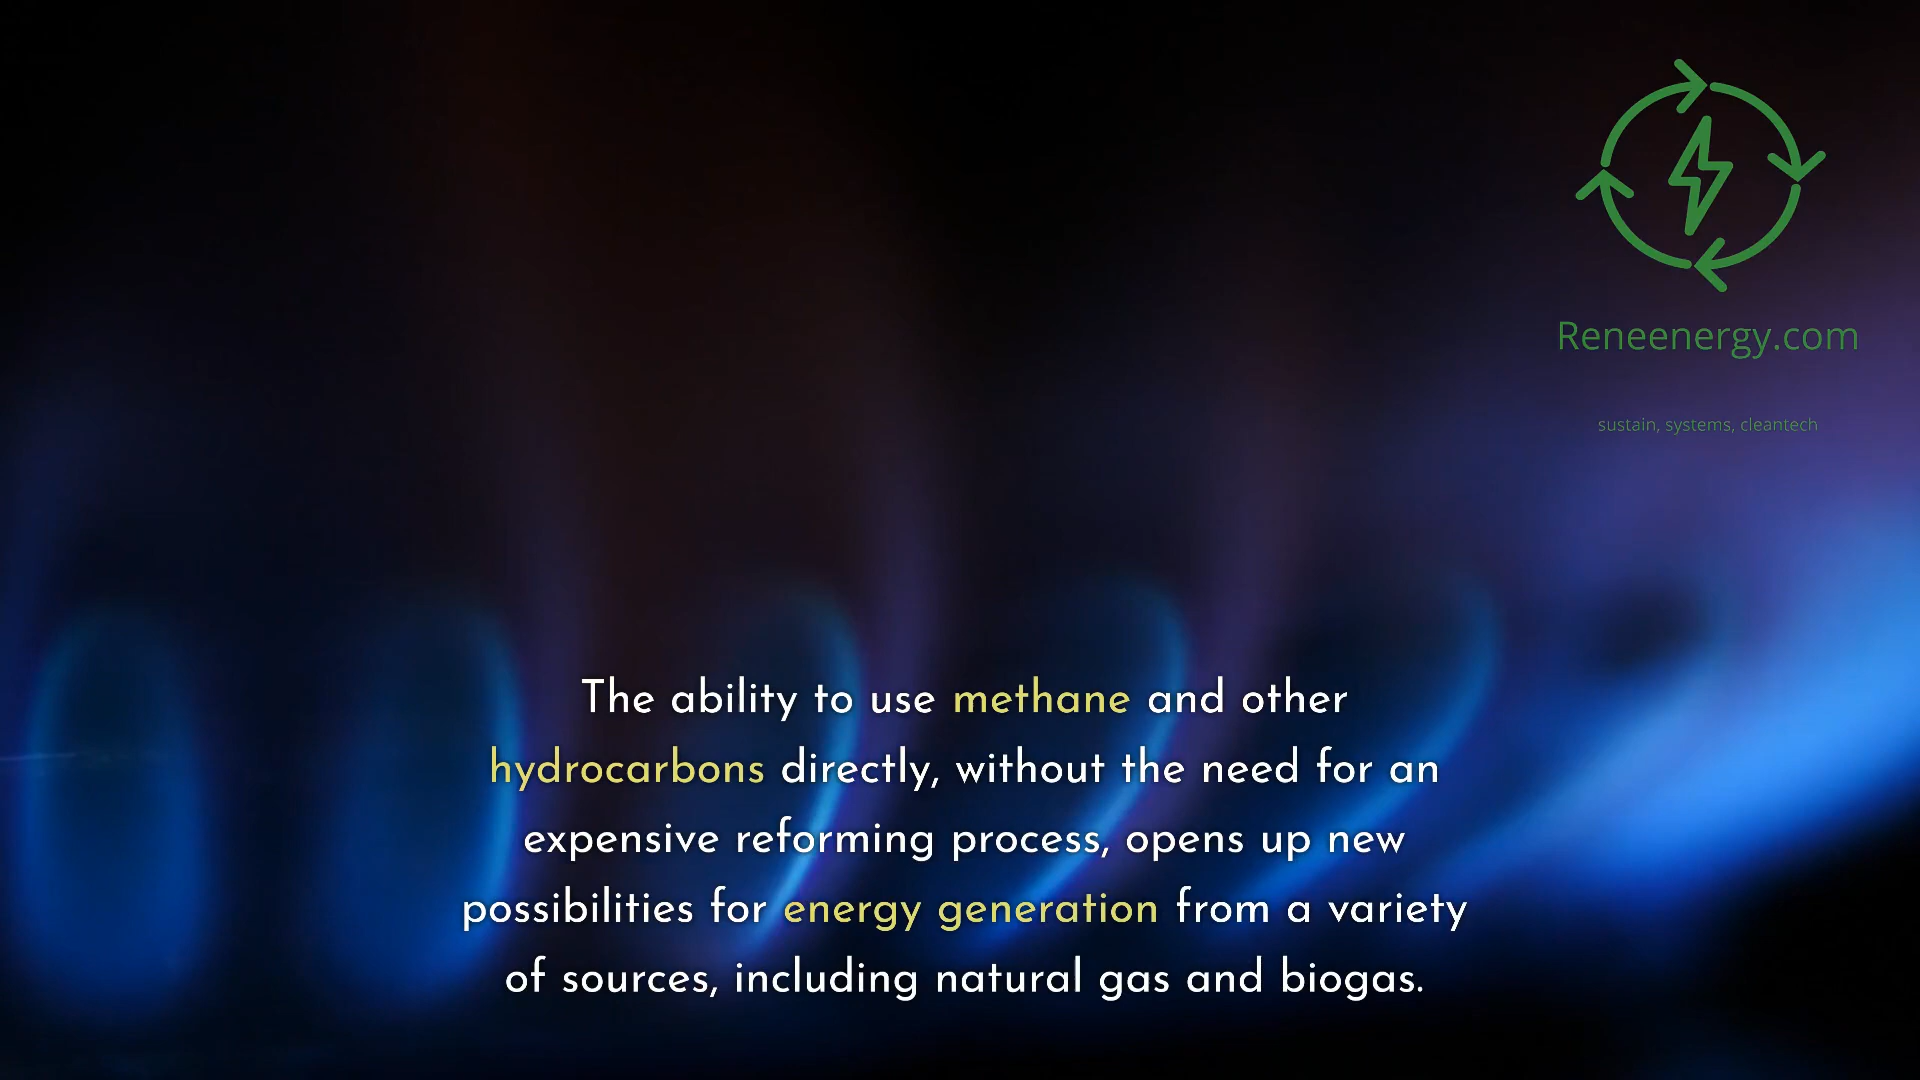 Reneenergy.com
sustain, systems, cleantech
The ability to use methane and other
hydrocarbons directly, without the need for an
expensive reforming process, opens up new
possibilities for energy generation from a variety
of sources, including natural gas and biogas.